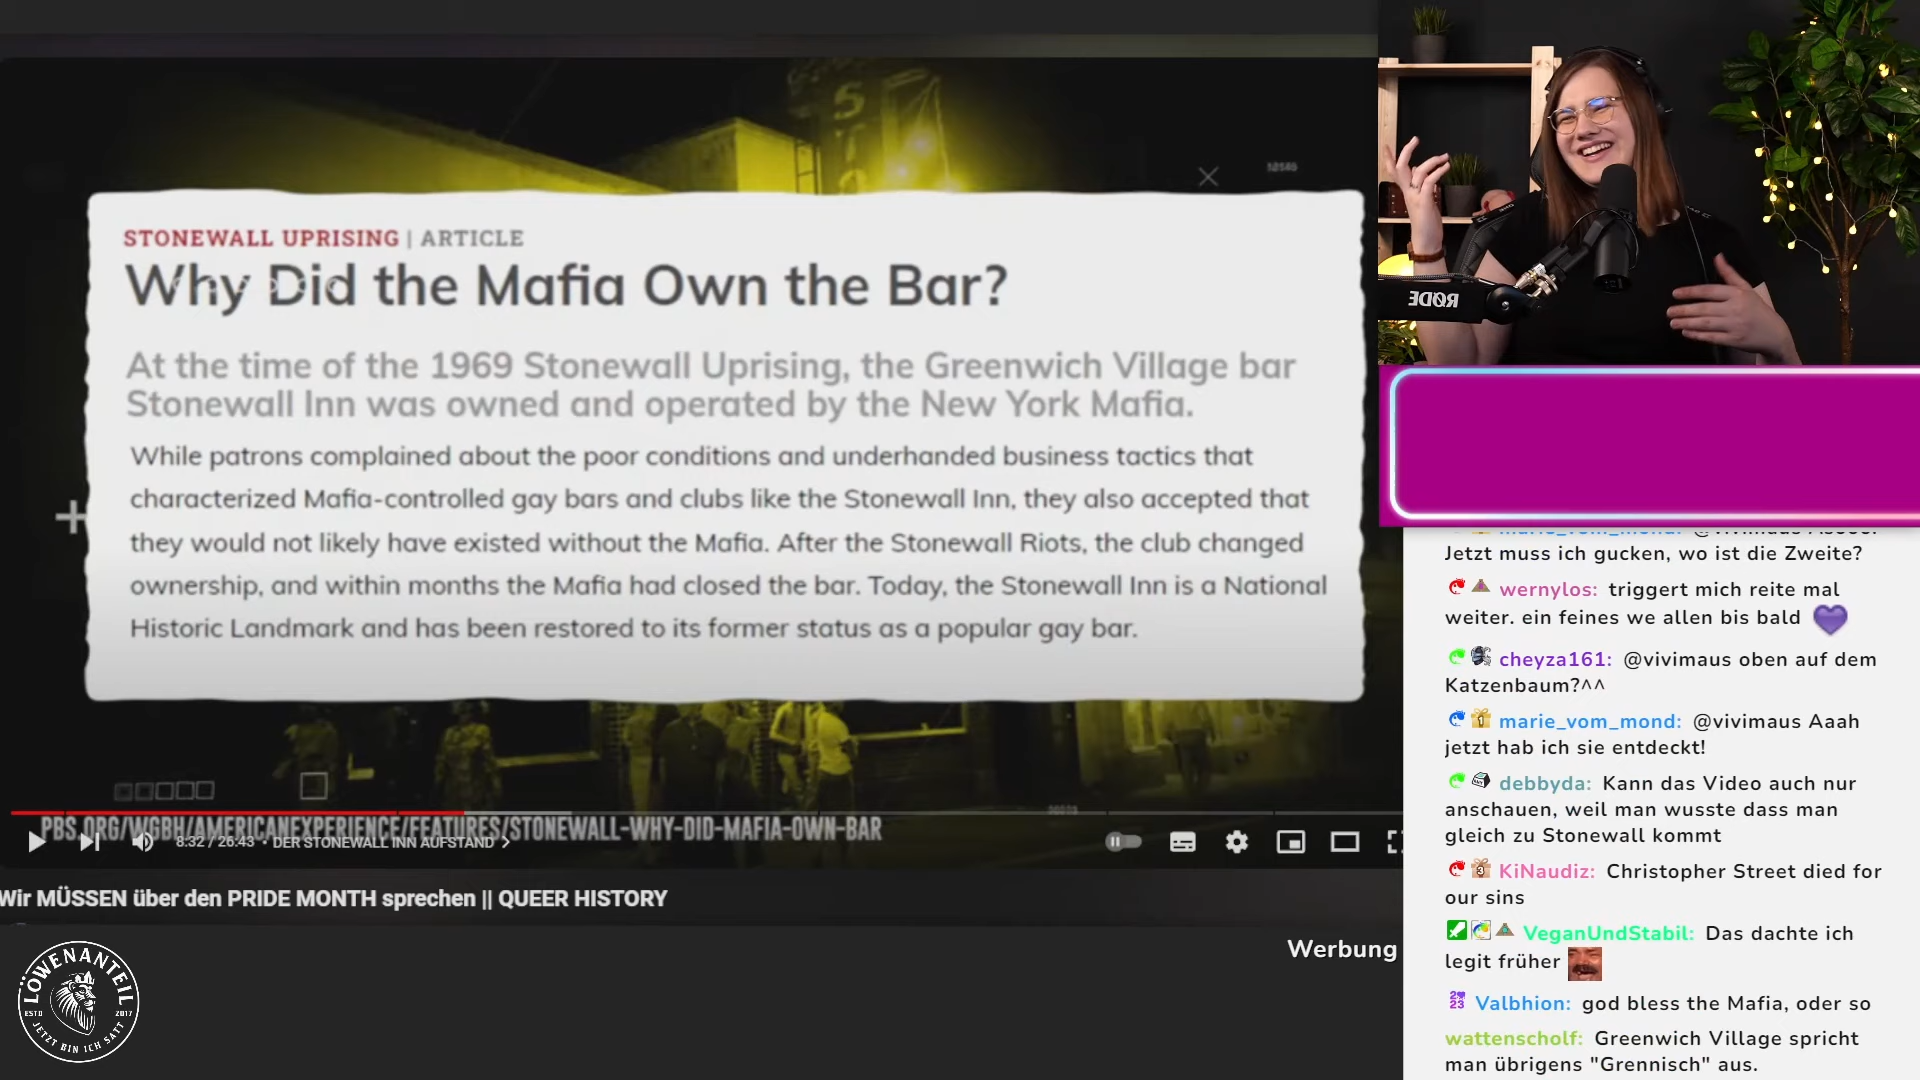 STONEWALL UPRISING | ARTICLE
Why Did the Mafia Own the Bar?
At the time of the 1969 Stonewall Uprising, the Greenwich Village bar
Stonewall Inn was owned and operated by the New York Mafia.
While patrons complained about the poor conditions and underhanded business tactics that
characterized Mafia-controlled gay bars and clubs like the Stonewall Inn, they also accepted that
they would not likely have existed without the Mafia. After the Stonewall Riots, the club changed
ownership, and within months the Mafia had closed the bar. Today, the Stonewall Inn is a National
Historic Landmark and has been restored to its former status as a popular gay bar.
PBS.ORG/WGBH/AMERICANEXPERIENCE/FEATURES/STONEWALL-WHY-DID-MAFIA-OWN-BAR
8:32 / 26:43 • DER STONEWALL INN AUFSTAND
Wir MÜSSEN über den PRIDE MONTH sprechen || QUEER HISTORY
LÖWENANTEIL
ESTD 2017
JETZT BIN ICH SATT
Werbung
RØDE
Jetzt muss ich gucken, wo ist die Zweite?
wernylos: triggert mich reite mal
weiter. ein feines we allen bis bald
cheyza161: @vivimaus oben auf dem
Katzenbaum?^^
marie_vom_mond: @vivimaus Aaah
jetzt hab ich sie entdeckt!
debbyda: Kann das Video auch nur
anschauen, weil man wusste dass man
gleich zu Stonewall kommt
KiNaudiz: Christopher Street died for
our sins
VeganUndStabil: Das dachte ich
legit früher
Valbhion: god bless the Mafia, oder so
wattenscholf: Greenwich Village spricht
man übrigens "Grennisch" aus.